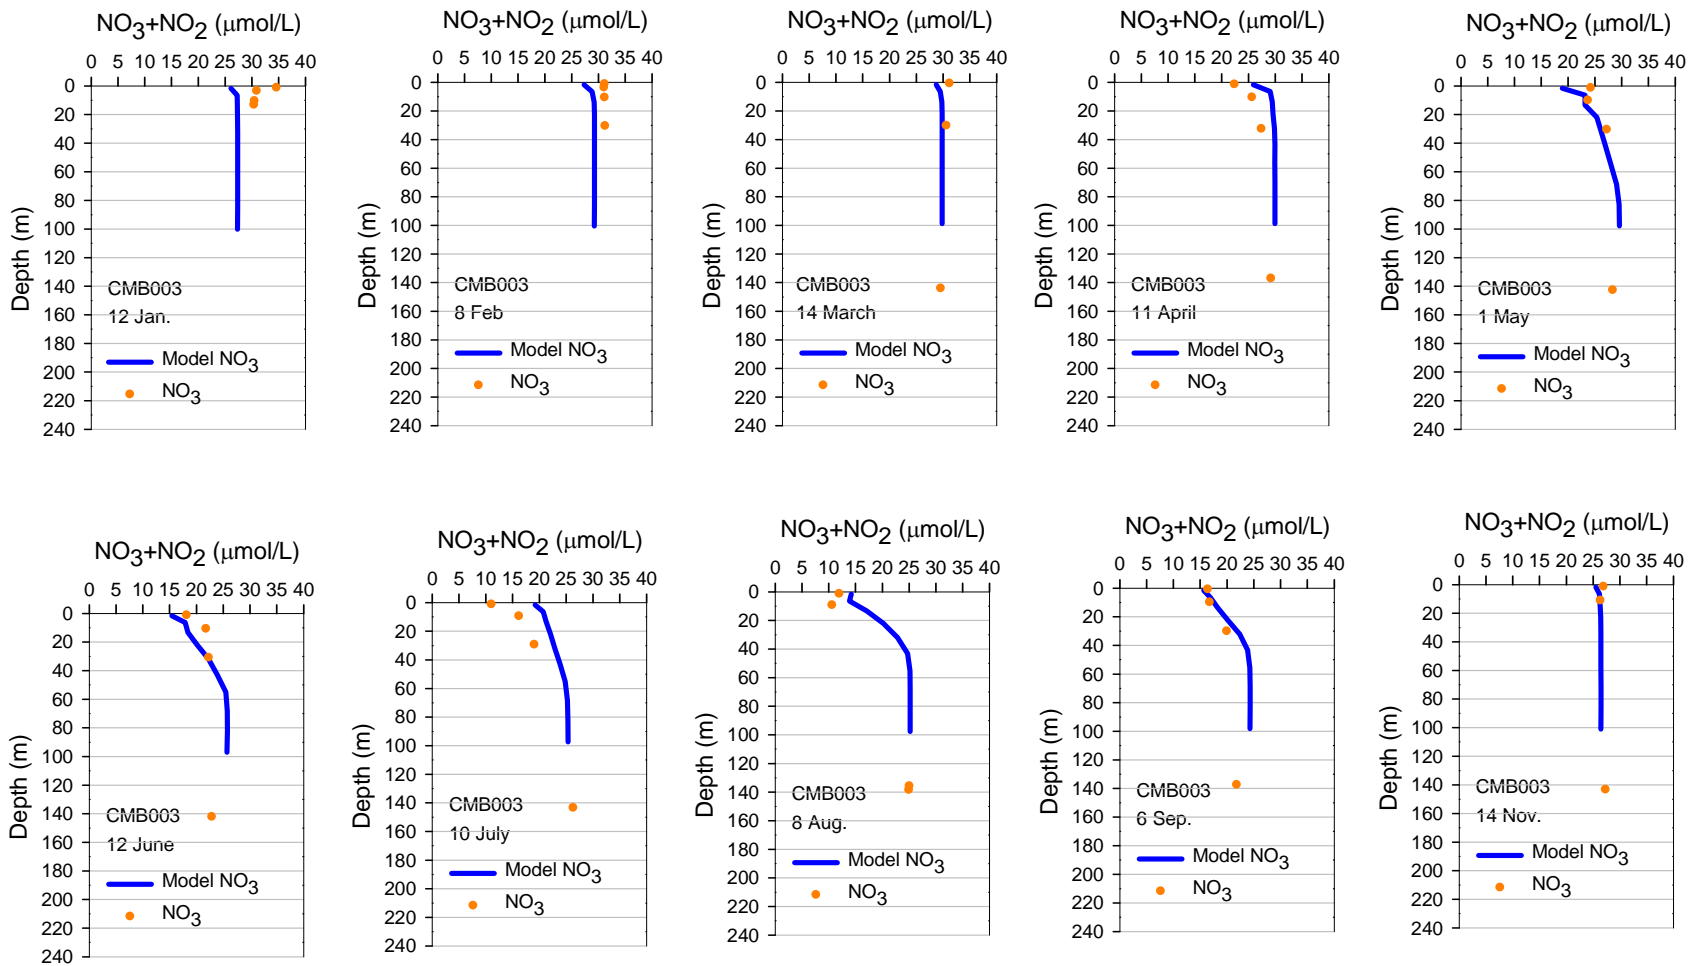 NO3+NO2 (μmol/L)
0 5 10 15 20 25 30 35 40
0
20
40
60
80
100
120
140
160
180
200
220
240
Depth (m)
CMB003
12 Jan.
Model NO3
NO3
NO3+NO2 (μmol/L)
0 5 10 15 20 25 30 35 40
0
20
40
60
80
100
120
140
160
180
200
220
240
Depth (m)
CMB003
8 Feb
Model NO3
NO3
NO3+NO2 (μmol/L)
0 5 10 15 20 25 30 35 40
0
20
40
60
80
100
120
140
160
180
200
220
240
Depth (m)
CMB003
14 March
Model NO3
NO3
NO3+NO2 (μmol/L)
0 5 10 15 20 25 30 35 40
0
20
40
60
80
100
120
140
160
180
200
220
240
Depth (m)
CMB003
11 April
Model NO3
NO3
NO3+NO2 (μmol/L)
0 5 10 15 20 25 30 35 40
0
20
40
60
80
100
120
140
160
180
200
220
240
Depth (m)
CMB003
1 May
Model NO3
NO3
NO3+NO2 (μmol/L)
0 5 10 15 20 25 30 35 40
0
20
40
60
80
100
120
140
160
180
200
220
240
Depth (m)
CMB003
12 June
Model NO3
NO3
NO3+NO2 (μmol/L)
0 5 10 15 20 25 30 35 40
0
20
40
60
80
100
120
140
160
180
200
220
240
Depth (m)
CMB003
10 July
Model NO3
NO3
NO3+NO2 (μmol/L)
0 5 10 15 20 25 30 35 40
0
20
40
60
80
100
120
140
160
180
200
220
240
Depth (m)
CMB003
8 Aug.
Model NO3
NO3
NO3+NO2 (μmol/L)
0 5 10 15 20 25 30 35 40
0
20
40
60
80
100
120
140
160
180
200
220
240
Depth (m)
CMB003
6 Sep.
Model NO3
NO3
NO3+NO2 (μmol/L)
0 5 10 15 20 25 30 35 40
0
20
40
60
80
100
120
140
160
180
200
220
240
Depth (m)
CMB003
14 Nov.
Model NO3
NO3